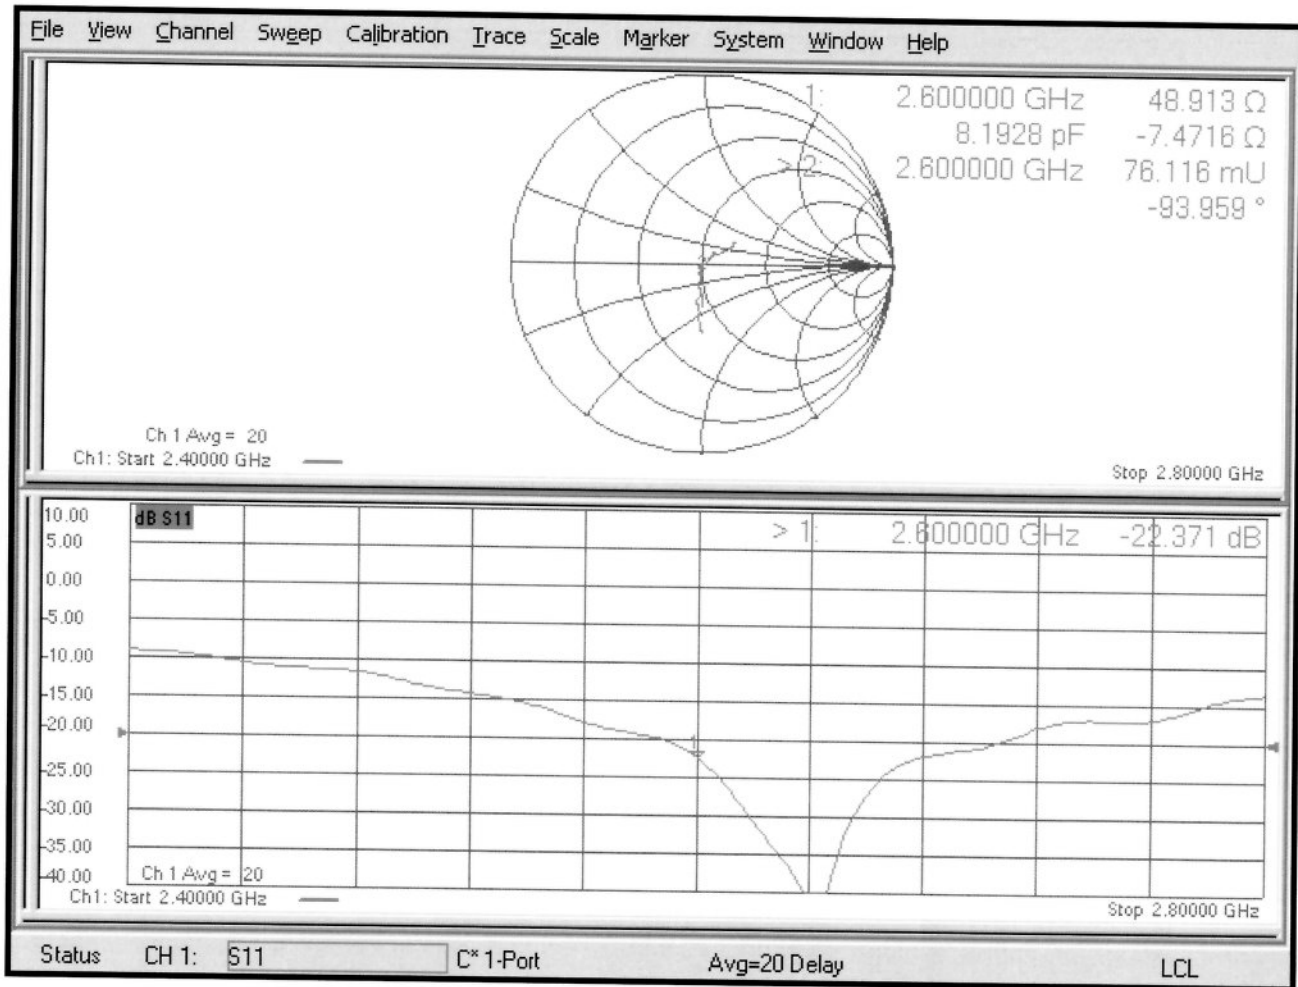 File View Channel Sweep Calibration Trace Scale Marker System Window Help
1: 2.600000 GHz 48.913 Ω
8.1928 pF -7.4716 Ω
> 2: 2.600000 GHz 76.116 mU
-93.959 °
Ch 1 Avg = 20
Ch1: Start 2.40000 GHz
Stop 2.80000 GHz
10.00
dB S11
> 1: 2.600000 GHz -22.371 dB
5.00
0.00
-5.00
-10.00
-15.00
-20.00
1
-25.00
-30.00
-35.00
-40.00
Ch 1 Avg = 20
Ch1: Start 2.40000 GHz
Stop 2.80000 GHz
Status CH 1: S11 C* 1-Port Avg=20 Delay LCL